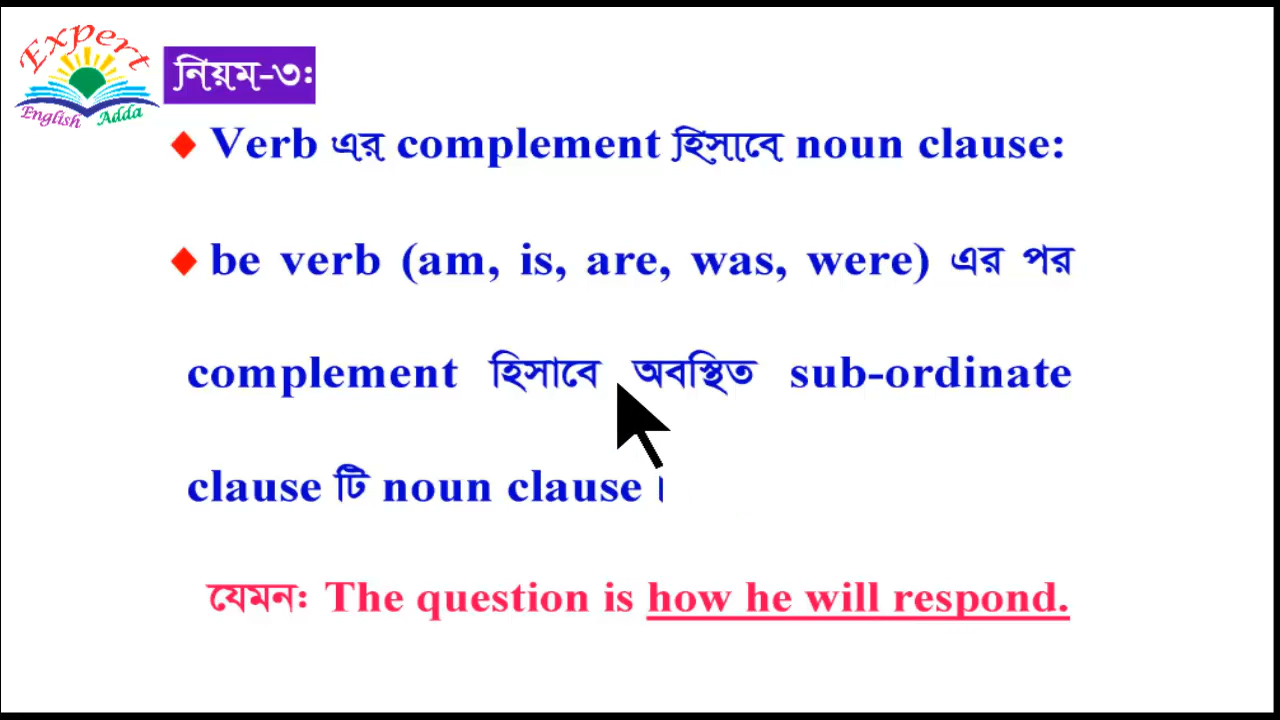 Expert
English Adda
নিয়ম-৩ঃ
Verb এর complement হিসাবে noun clause:
be verb (am, is, are, was, were) এর পর
complement হিসাবে অবস্থিত sub-ordinate
clause টি noun clause।
যেমনঃ The question is how he will respond.